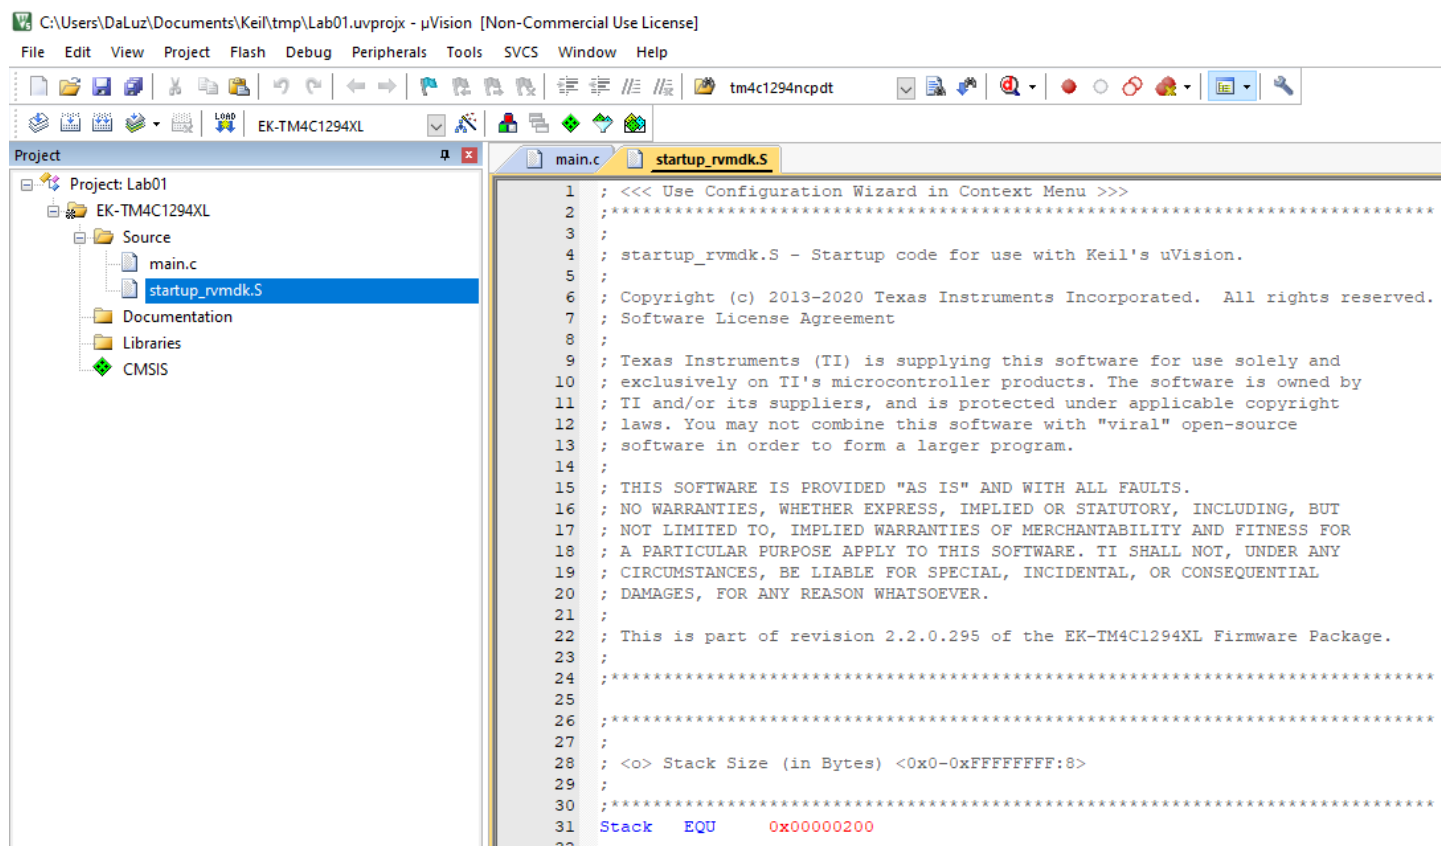 C:\Users\DaLuz\Documents\Keil\tmp\Lab01.uvprojx - µVision  [Non-Commercial Use License]
File Edit View Project Flash Debug Peripherals Tools SVCS Window Help
tm4c1294ncpdt
LOAD EK-TM4C1294XL
Project
Project: Lab01
EK-TM4C1294XL
Source
main.c
startup_rvmdk.S
Documentation
Libraries
CMSIS
main.c startup_rvmdk.S
1 ; <<< Use Configuration Wizard in Context Menu >>>
2 ;******************************************************************************
3 ;
4 ; startup_rvmdk.S - Startup code for use with Keil's uVision.
5 ;
6 ; Copyright (c) 2013-2020 Texas Instruments Incorporated.  All rights reserved.
7 ; Software License Agreement
8 ;
9 ; Texas Instruments (TI) is supplying this software for use solely and
10 ; exclusively on TI's microcontroller products. The software is owned by
11 ; TI and/or its suppliers, and is protected under applicable copyright
12 ; laws. You may not combine this software with "viral" open-source
13 ; software in order to form a larger program.
14 ;
15 ; THIS SOFTWARE IS PROVIDED "AS IS" AND WITH ALL FAULTS.
16 ; NO WARRANTIES, WHETHER EXPRESS, IMPLIED OR STATUTORY, INCLUDING, BUT
17 ; NOT LIMITED TO, IMPLIED WARRANTIES OF MERCHANTABILITY AND FITNESS FOR
18 ; A PARTICULAR PURPOSE APPLY TO THIS SOFTWARE. TI SHALL NOT, UNDER ANY
19 ; CIRCUMSTANCES, BE LIABLE FOR SPECIAL, INCIDENTAL, OR CONSEQUENTIAL
20 ; DAMAGES, FOR ANY REASON WHATSOEVER.
21 ;
22 ; This is part of revision 2.2.0.295 of the EK-TM4C1294XL Firmware Package.
23 ;
24 ;******************************************************************************
25
26 ;******************************************************************************
27 ;
28 ; <o> Stack Size (in Bytes) <0x0-0xFFFFFFFF:8>
29 ;
30 ;******************************************************************************
31 Stack   EQU     0x00000200